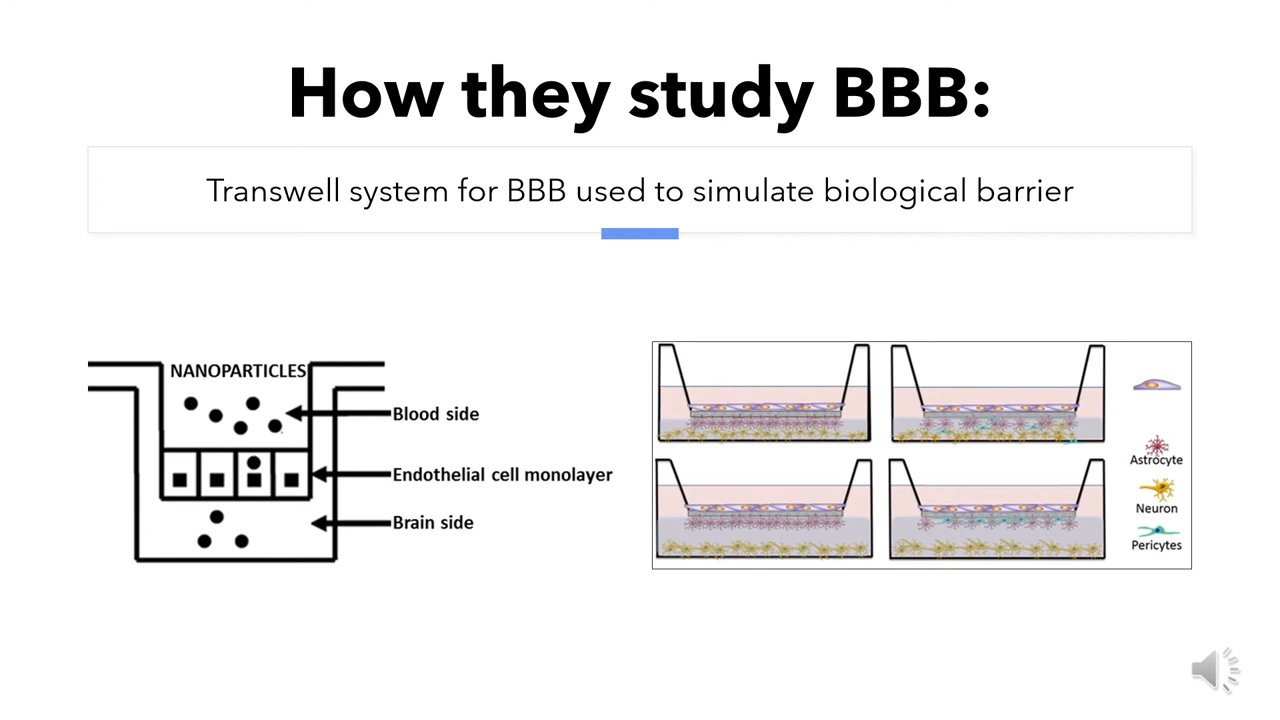 How they study BBB:
Transwell system for BBB used to simulate biological barrier
NANOPARTICLES
Blood side
Endothelial cell monolayer
Brain side
Astrocyte
Neuron
Pericytes